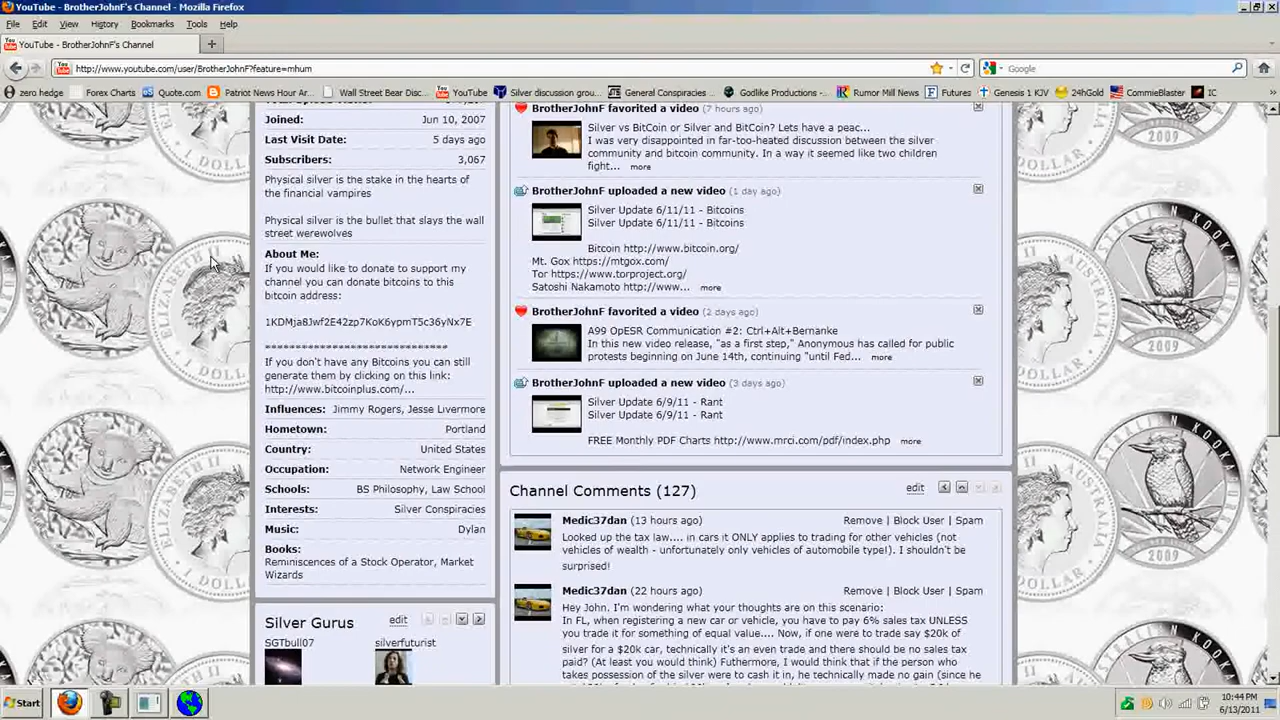 YouTube - BrotherJohnF's Channel - Mozilla Firefox
File Edit View History Bookmarks Tools Help
YouTube - BrotherJohnF's Channel
http://www.youtube.com/user/BrotherJohnF?feature=mhum
Google
zero hedge Forex Charts Quote.com Patriot News Blog ... Wall Street Bear Disc... YouTube Silver discussion grou... General Conspiracies ... Godlike Productions - ... Rumor Mill News Futures Genesis 1 KJV 24hGold CommieBlaster IC
Joined: Jun 10, 2007
Last Visit Date: 5 days ago
Subscribers: 3,067
Physical silver is the stake in the hearts of
the financial vampires
Physical silver is the bullet that slays the wall
street werewolves
About Me:
If you would like to donate to support my
channel you can donate bitcoins to this
bitcoin address:
1KDMja8Jwf2E42zp7KoK6ypmT5c36yNx7E
==============================
If you don't have any Bitcoins you can still
generate them by clicking on this link:
http://www.bitcoinplus.com/...
Influences: Jimmy Rogers, Jesse Livermore
Hometown: Portland
Country: United States
Occupation: Network Engineer
Schools: BS Philosophy, Law School
Interests: Silver Conspiracies
Music: Dylan
Books:
Reminiscences of a Stock Operator, Market
Wizards
Silver Gurus edit
SGTbull07 silverfuturist
BrotherJohnF favorited a video (7 hours ago)
Silver vs BitCoin or Silver and BitCoin? Lets have a peac...
I was very disappointed in far-too-heated discussion between the silver
community and bitcoin community. In a way it seemed like two children
fight... more
BrotherJohnF uploaded a new video (1 day ago)
Silver Update 6/11/11 - Bitcoins
Silver Update 6/11/11 - Bitcoins
Bitcoin http://www.bitcoin.org/
Mt. Gox https://mtgox.com/
Tor https://www.torproject.org/
Satoshi Nakamoto http://www... more
BrotherJohnF favorited a video (2 days ago)
A99 OpESR Communication #2: Ctrl+Alt+Bernanke
In this new video release, "as a first step," Anonymous has called for public
protests beginning on June 14th, continuing "until Fed... more
BrotherJohnF uploaded a new video (3 days ago)
Silver Update 6/9/11 - Rant
Silver Update 6/9/11 - Rant
FREE Monthly PDF Charts http://www.mrci.com/pdf/index.php more
Channel Comments (127) edit
Medic37dan (13 hours ago) Remove | Block User | Spam
Looked up the tax law.... in cars it ONLY applies to trading for other vehicles (not
vehicles of wealth - unfortunately only vehicles of automobile type!). I shouldn't be
surprised!
Medic37dan (22 hours ago) Remove | Block User | Spam
Hey John. I'm wondering what your thoughts are on this scenario:
In FL, when registering a new car or vehicle, you have to pay 6% sales tax UNLESS
you trade it for something of equal value.... Now, if one were to trade say $20k of
silver for a $20k car, technically it's an even trade and there should be no sales tax
paid? (At least you would think) Futhermore, I would think that if the person who
takes possession of the silver were to cash it in, he technically made no gain (since he
Start
10:44 PM
6/13/2011